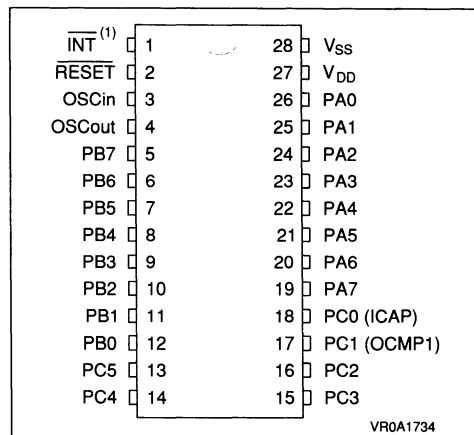 INT (1) 1 28 VSS
RESET 2 27 VDD
OSCin 3 26 PA0
OSCout 4 25 PA1
PB7 5 24 PA2
PB6 6 23 PA3
PB5 7 22 PA4
PB4 8 21 PA5
PB3 9 20 PA6
PB2 10 19 PA7
PB1 11 18 PC0 (ICAP)
PB0 12 17 PC1 (OCMP1)
PC5 13 16 PC2
PC4 14 15 PC3
VR0A1734